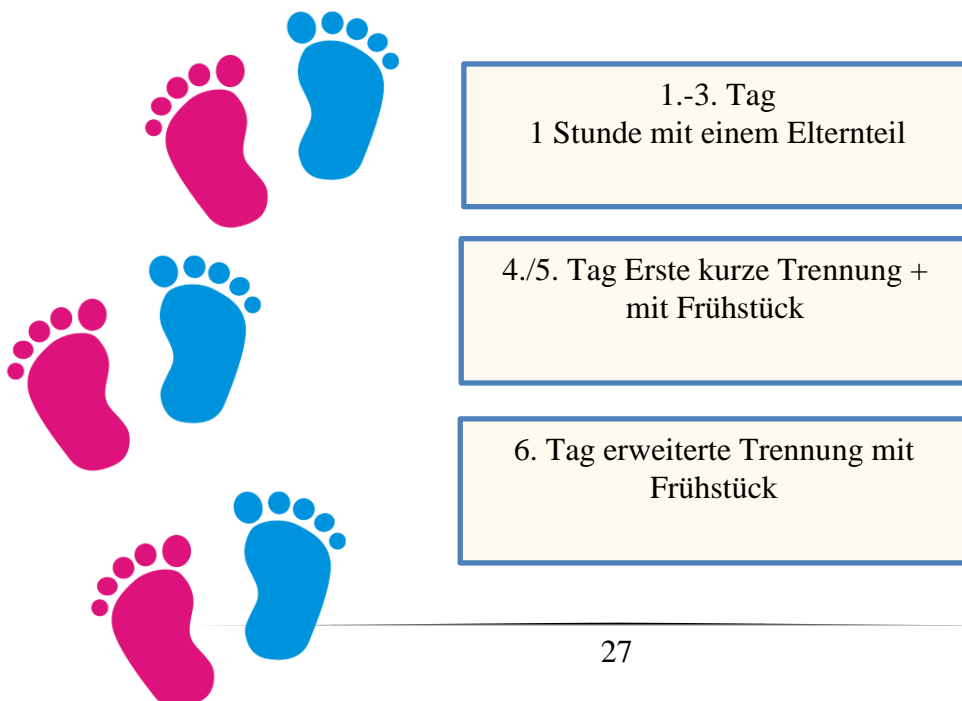 1.-3. Tag
1 Stunde mit einem Elternteil
4./5. Tag Erste kurze Trennung +
mit Frühstück
6. Tag erweiterte Trennung mit
Frühstück
27